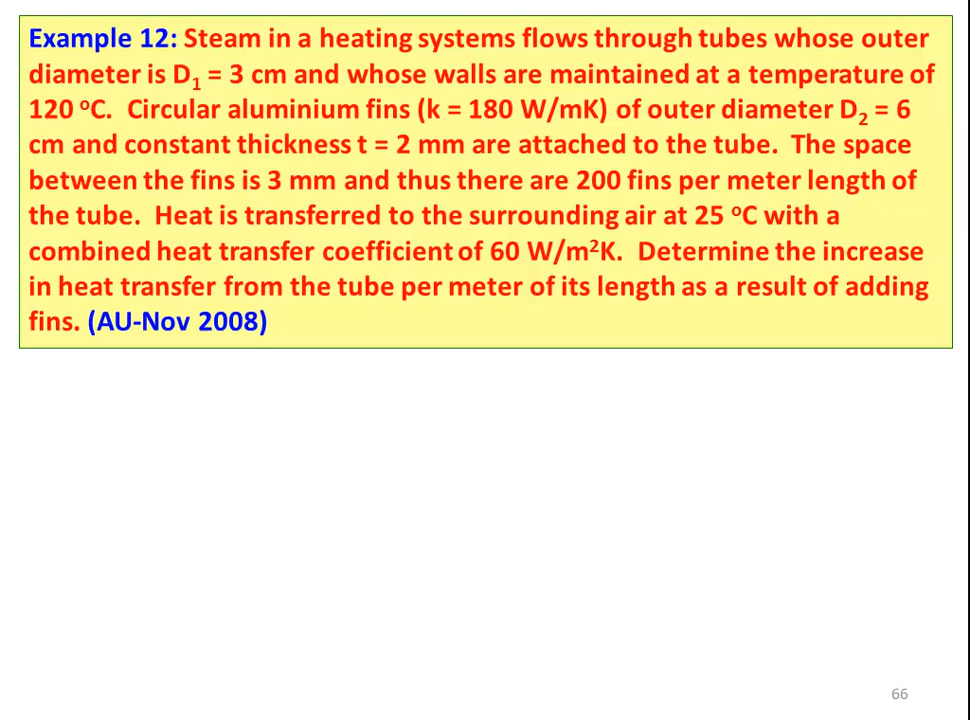 Example 12: Steam in a heating systems flows through tubes whose outer
diameter is D₁ = 3 cm and whose walls are maintained at a temperature of
120 ᵒC. Circular aluminium fins (k = 180 W/mK) of outer diameter D₂ = 6
cm and constant thickness t = 2 mm are attached to the tube. The space
between the fins is 3 mm and thus there are 200 fins per meter length of
the tube. Heat is transferred to the surrounding air at 25 ᵒC with a
combined heat transfer coefficient of 60 W/m²K. Determine the increase
in heat transfer from the tube per meter of its length as a result of adding
fins. (AU-Nov 2008)
66